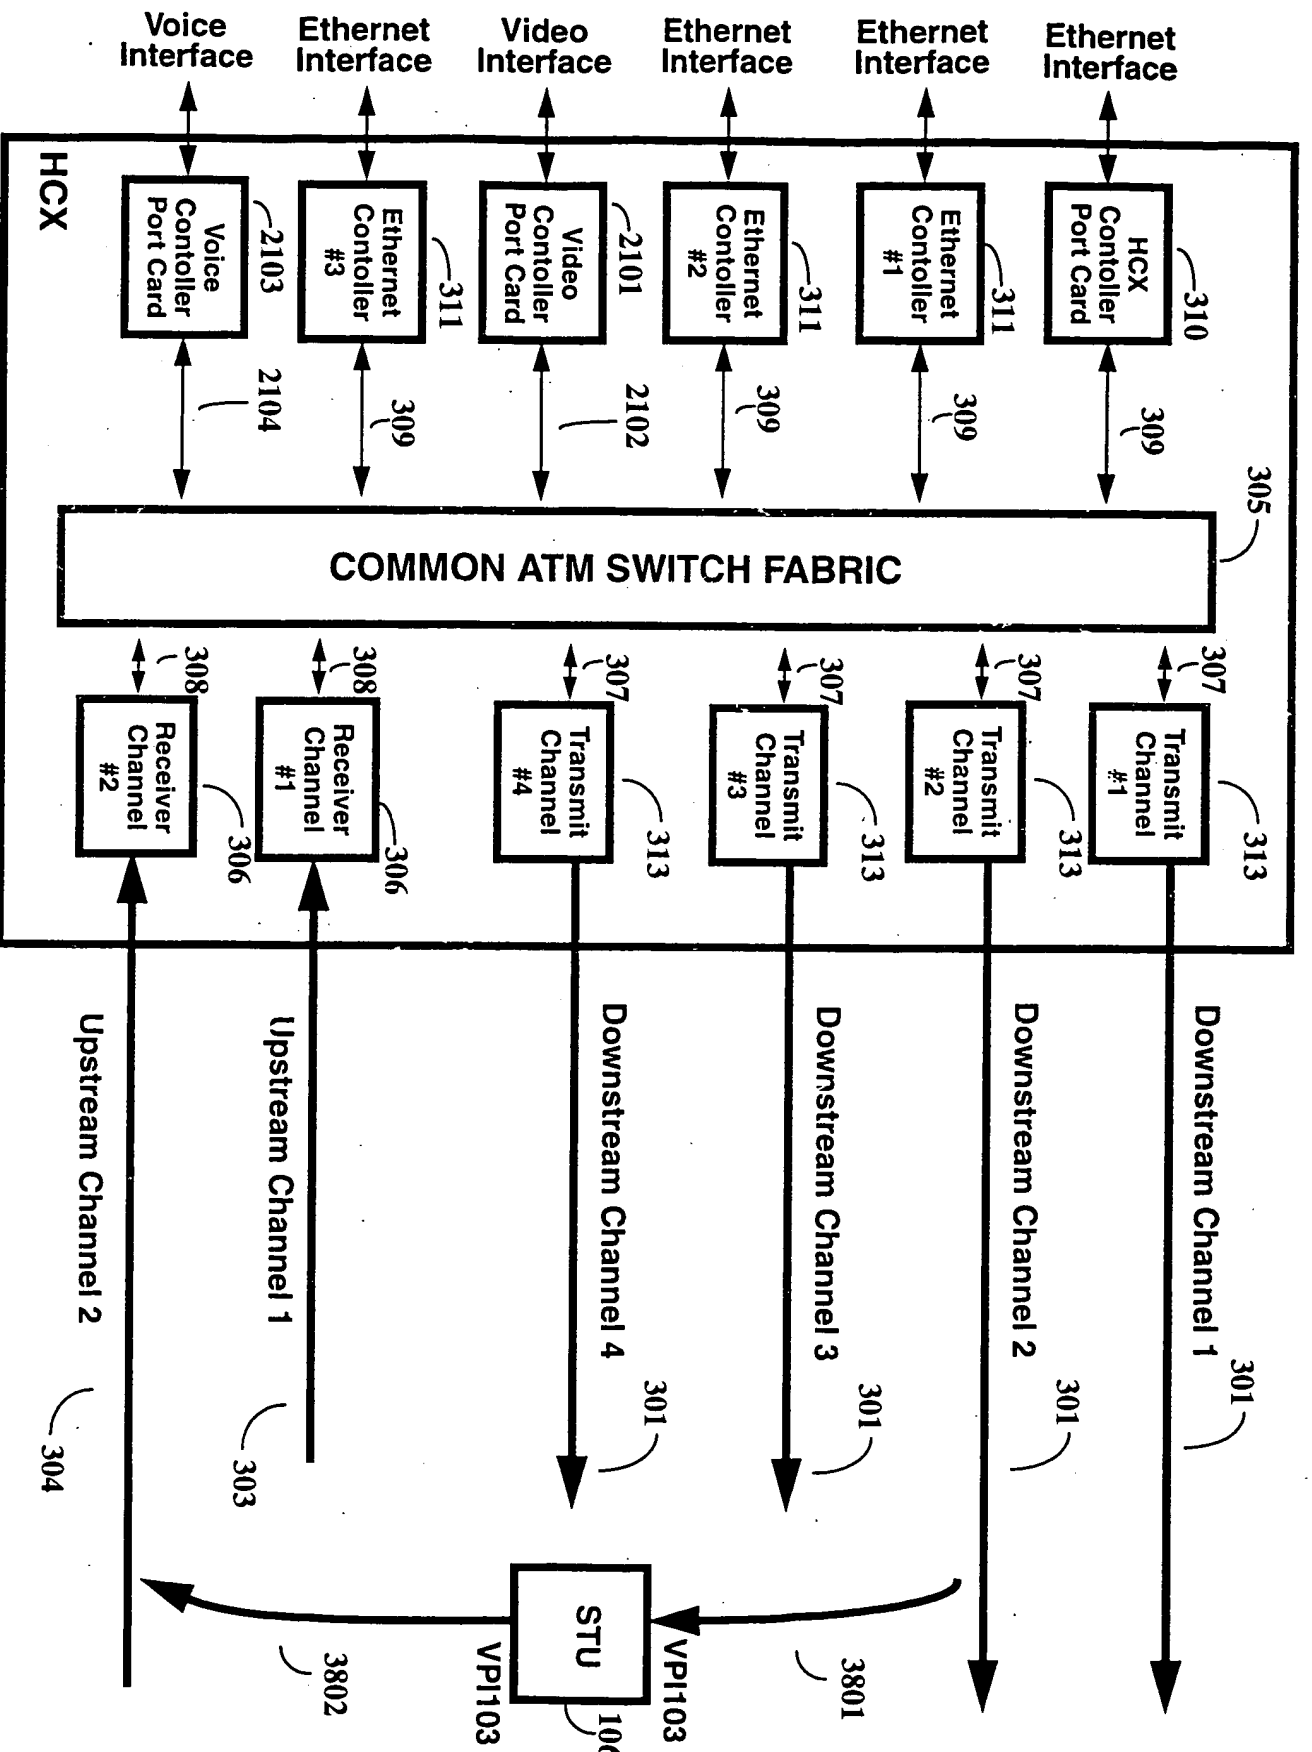 Voice
Interface
Ethernet
Interface
Video
Interface
Ethernet
Interface
Ethernet
Interface
Ethernet
Interface
HCX
Voice
Contoller
Port Card
2103
Ethernet
Contoller
#3
311
Video
Contoller
Port Card
2101
Ethernet
Contoller
#2
311
Ethernet
Contoller
#1
311
HCX
Contoller
Port Card
310
2104
309
2102
309
309
309
305
COMMON ATM SWITCH FABRIC
308
308
307
307
307
307
Receiver
Channel
#2
306
Receiver
Channel
#1
306
Transmit
Channel
#4
313
Transmit
Channel
#3
313
Transmit
Channel
#2
313
Transmit
Channel
#1
313
Upstream Channel 2
Upstream Channel 1
Downstream Channel 4
Downstream Channel 3
Downstream Channel 2
Downstream Channel 1
304
303
301
301
301
301
STU
VPI103
VPI103
3802
3801